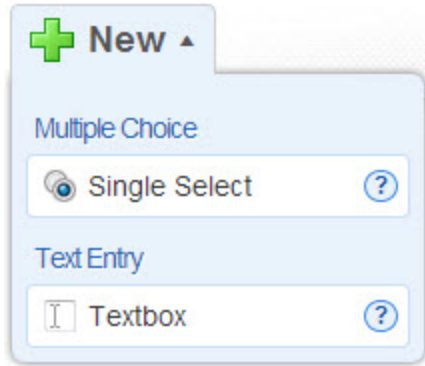 New
Multiple Choice
Single Select ?
Text Entry
Textbox ?